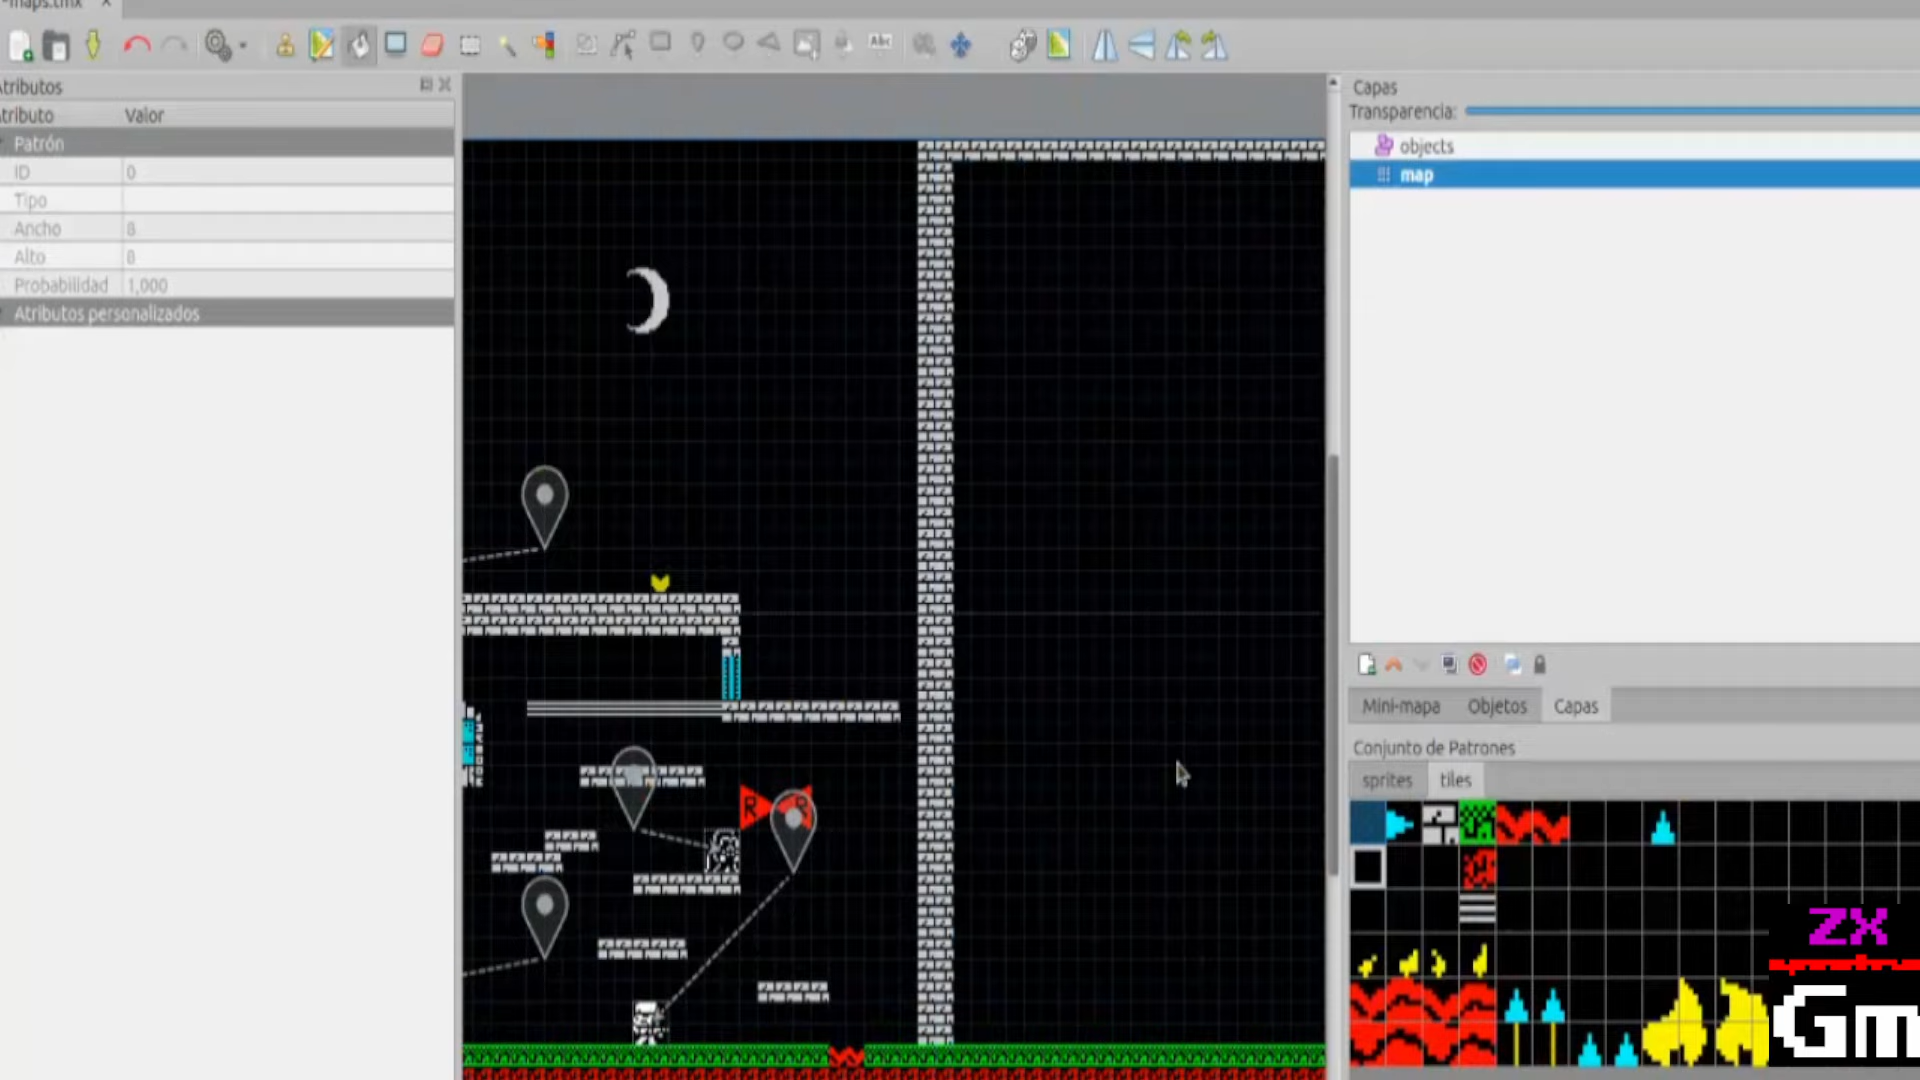 *maps.tmx
Abc
Atributos
Atributo Valor
Patrón
ID 0
Tipo
Ancho 8
Alto 8
Probabilidad 1,000
Atributos personalizados
R R
Capas
Transparencia:
objects
map
Mini-mapa Objetos Capas
Conjunto de Patrones
sprites tiles
ZX
Gm